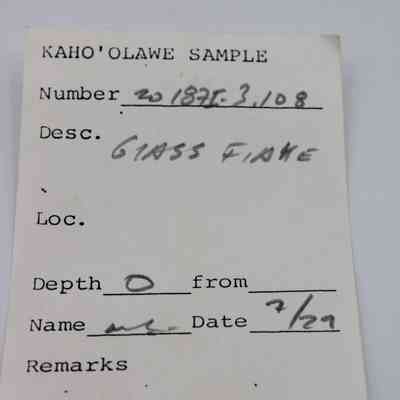 KAHO'OLAWE SAMPLE
Number 20 187I-3,108
Desc. GLASS FLAKE
Loc.
Depth 0 from
Name Date 7/29
Remarks